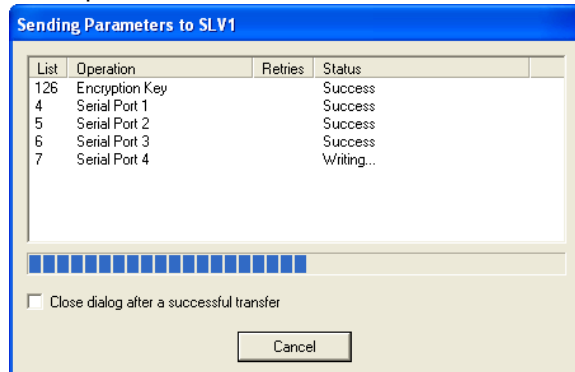 Sending Parameters to SLV1
List Operation Retries Status
126 Encryption Key Success
4 Serial Port 1 Success
5 Serial Port 2 Success
6 Serial Port 3 Success
7 Serial Port 4 Writing...
Close dialog after a successful transfer
Cancel